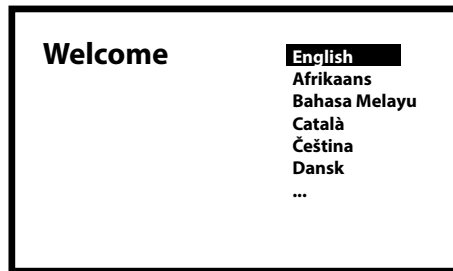 Welcome
English
Afrikaans
Bahasa Melayu
Català
Čeština
Dansk
...